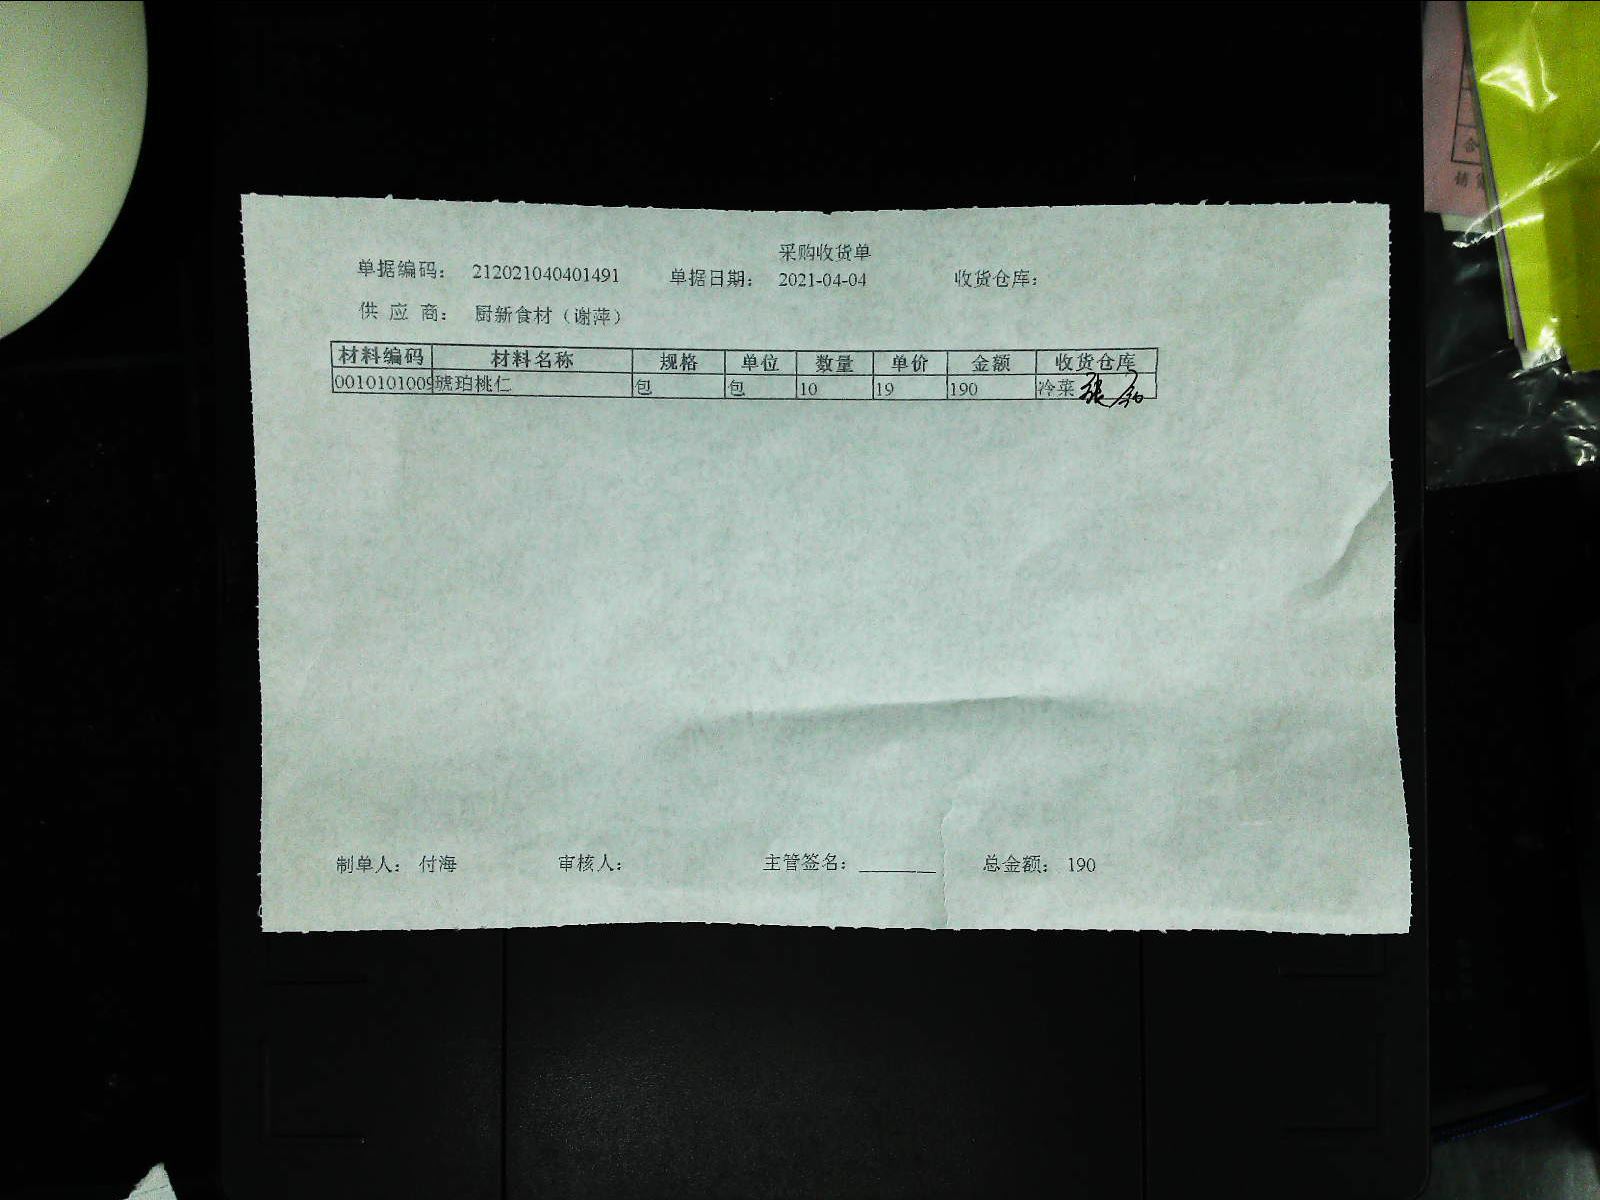 采购收货单
单据编码： 212021040401491 单据日期： 2021-04-04 收货仓库：
供 应 商： 厨新食材（谢萍）
材料编码 材料名称 规格 单位 数量 单价 金额 收货仓库
0010101009 琥珀桃仁 包 包 10 19 190 冷菜
制单人： 付海 审核人： 主管签名： 总金额： 190